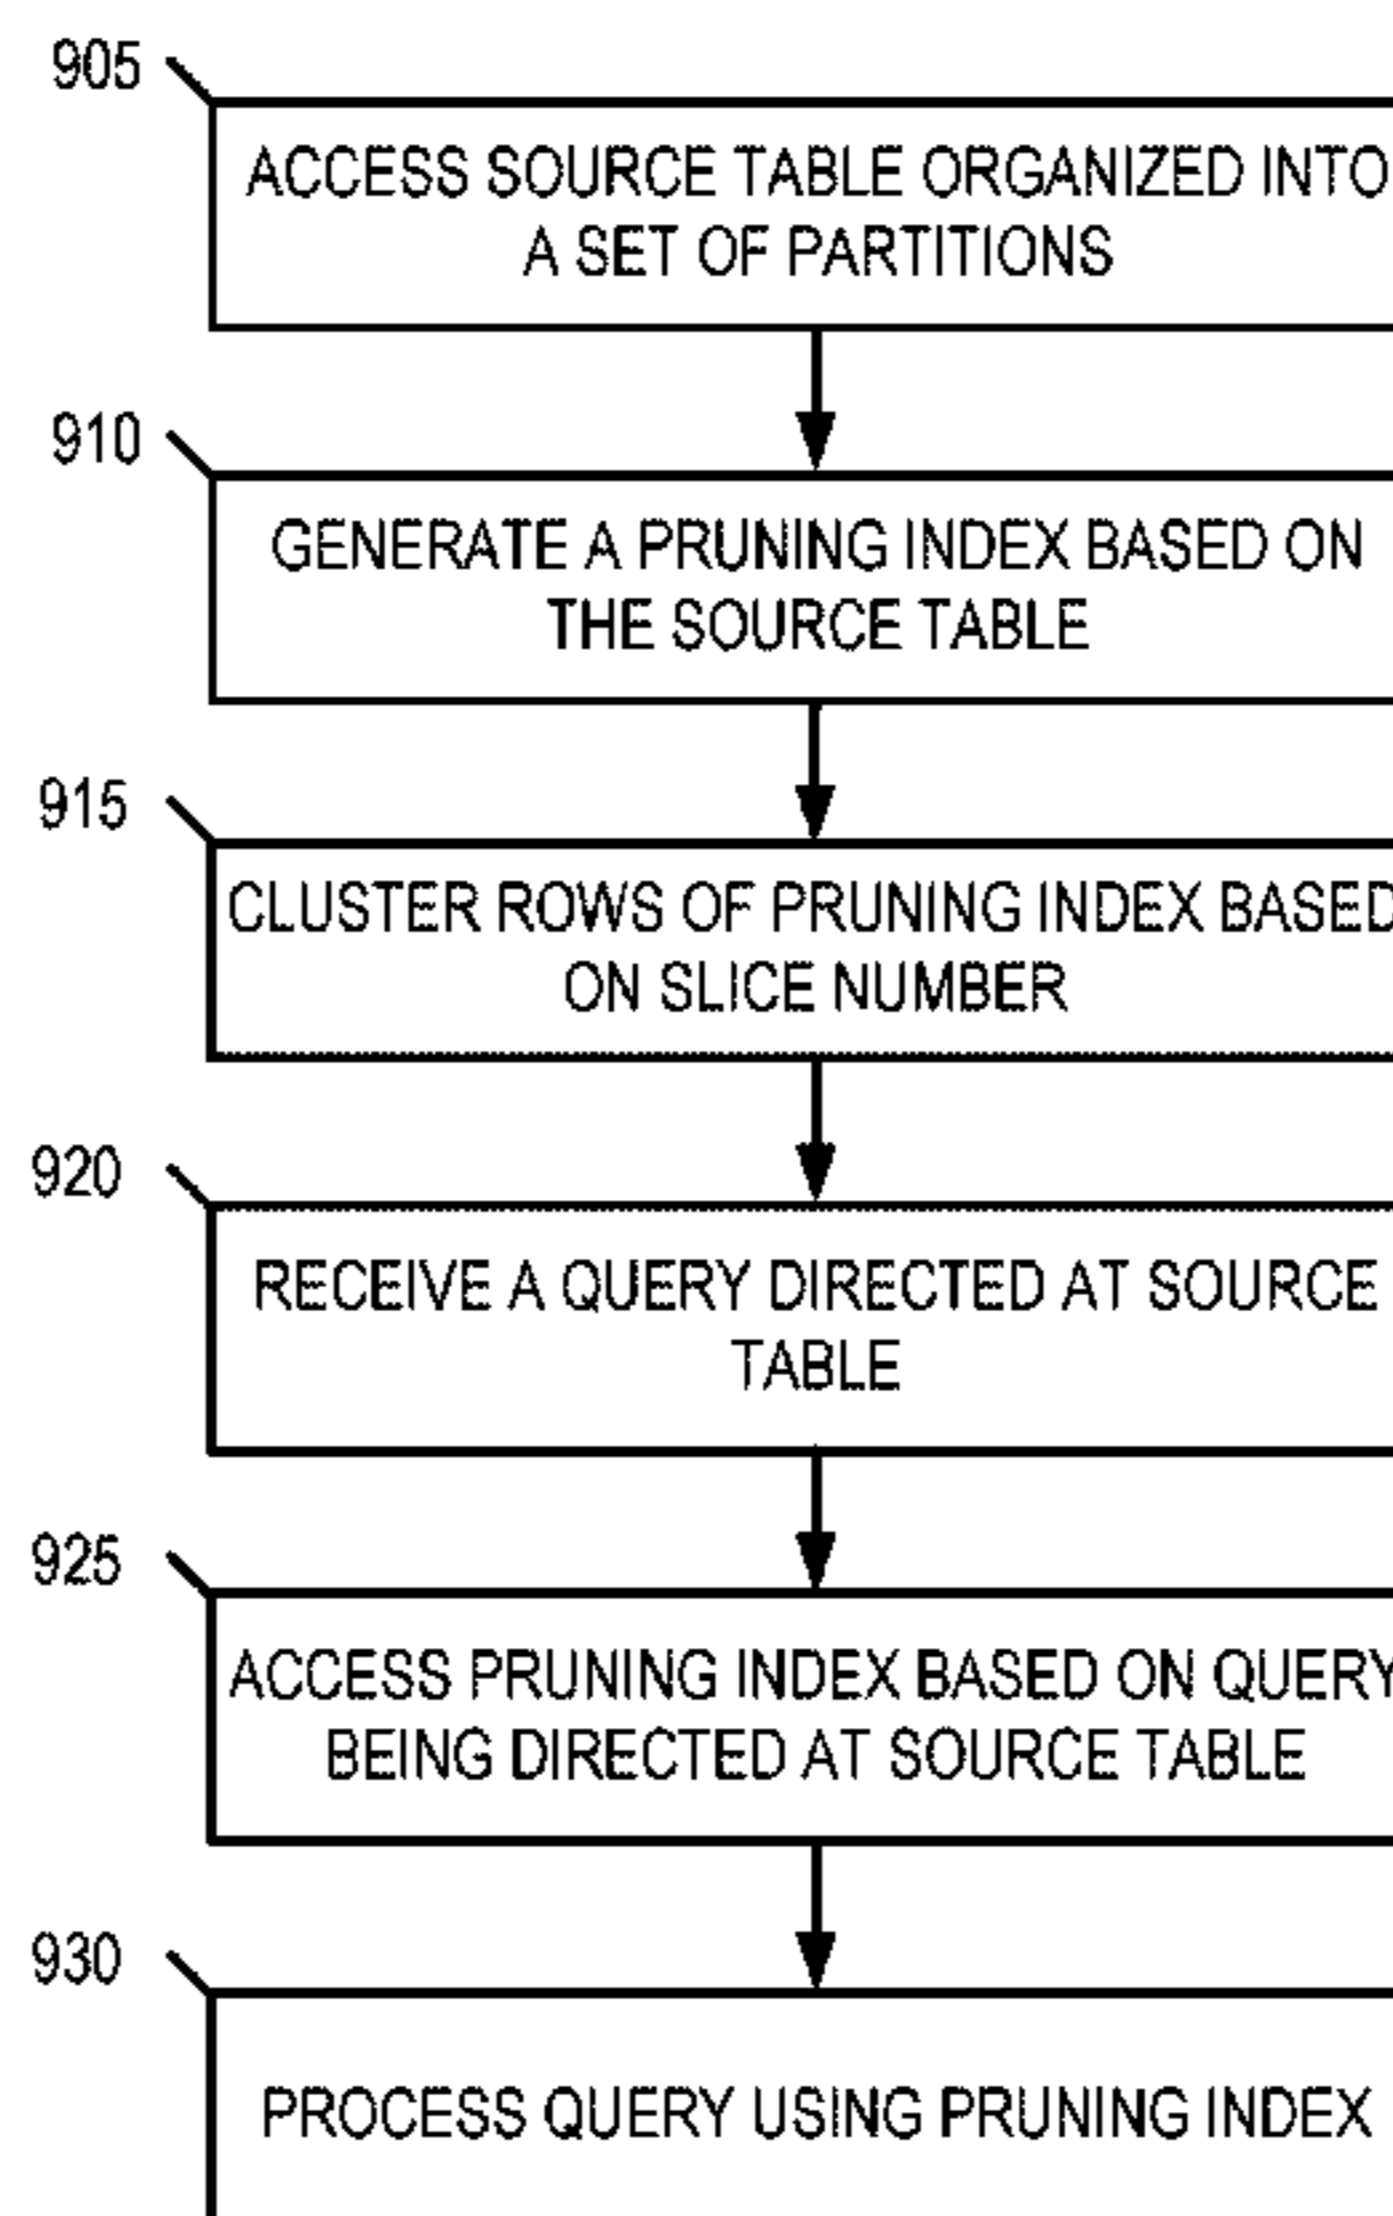 905
ACCESS SOURCE TABLE ORGANIZED INTO
A SET OF PARTITIONS
910
GENERATE A PRUNING INDEX BASED ON
THE SOURCE TABLE
915
CLUSTER ROWS OF PRUNING INDEX BASED
ON SLICE NUMBER
920
RECEIVE A QUERY DIRECTED AT SOURCE
TABLE
925
ACCESS PRUNING INDEX BASED ON QUERY
BEING DIRECTED AT SOURCE TABLE
930
PROCESS QUERY USING PRUNING INDEX